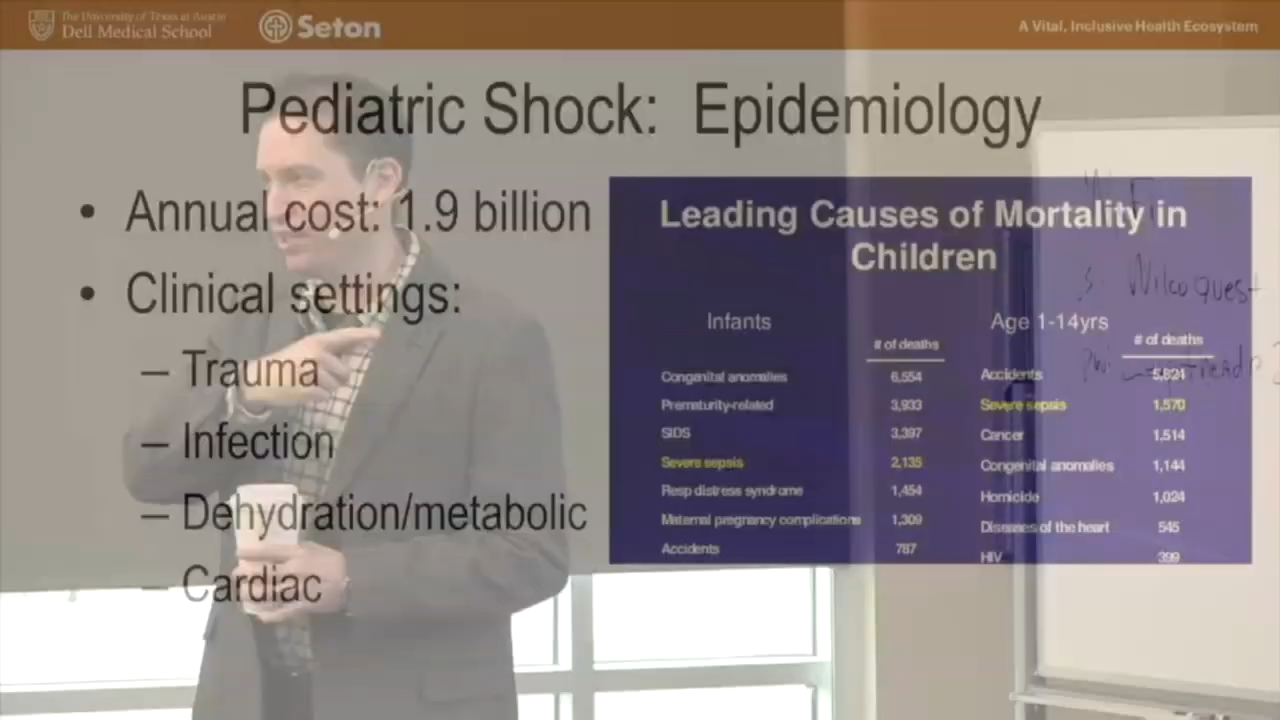 The University of Texas at Austin
Dell Medical School
Seton
A Vital, Inclusive Health Ecosystem
Pediatric Shock: Epidemiology
• Annual cost: 1.9 billion
• Clinical settings:
– Trauma
– Infection
– Dehydration/metabolic
– Cardiac
Leading Causes of Mortality in
Children
Infants
# of deaths
Congenital anomalies 6,554
Prematurity-related 3,933
SIDS 3,397
Severe sepsis 2,135
Resp distress syndrome 1,454
Maternal pregnancy complications 1,309
Accidents 787
Age 1-14yrs
# of deaths
Accidents 5,824
Severe sepsis 1,570
Cancer 1,514
Congenital anomalies 1,144
Homicide 1,024
Diseases of the heart 545
HIV 399
Wilcoquest